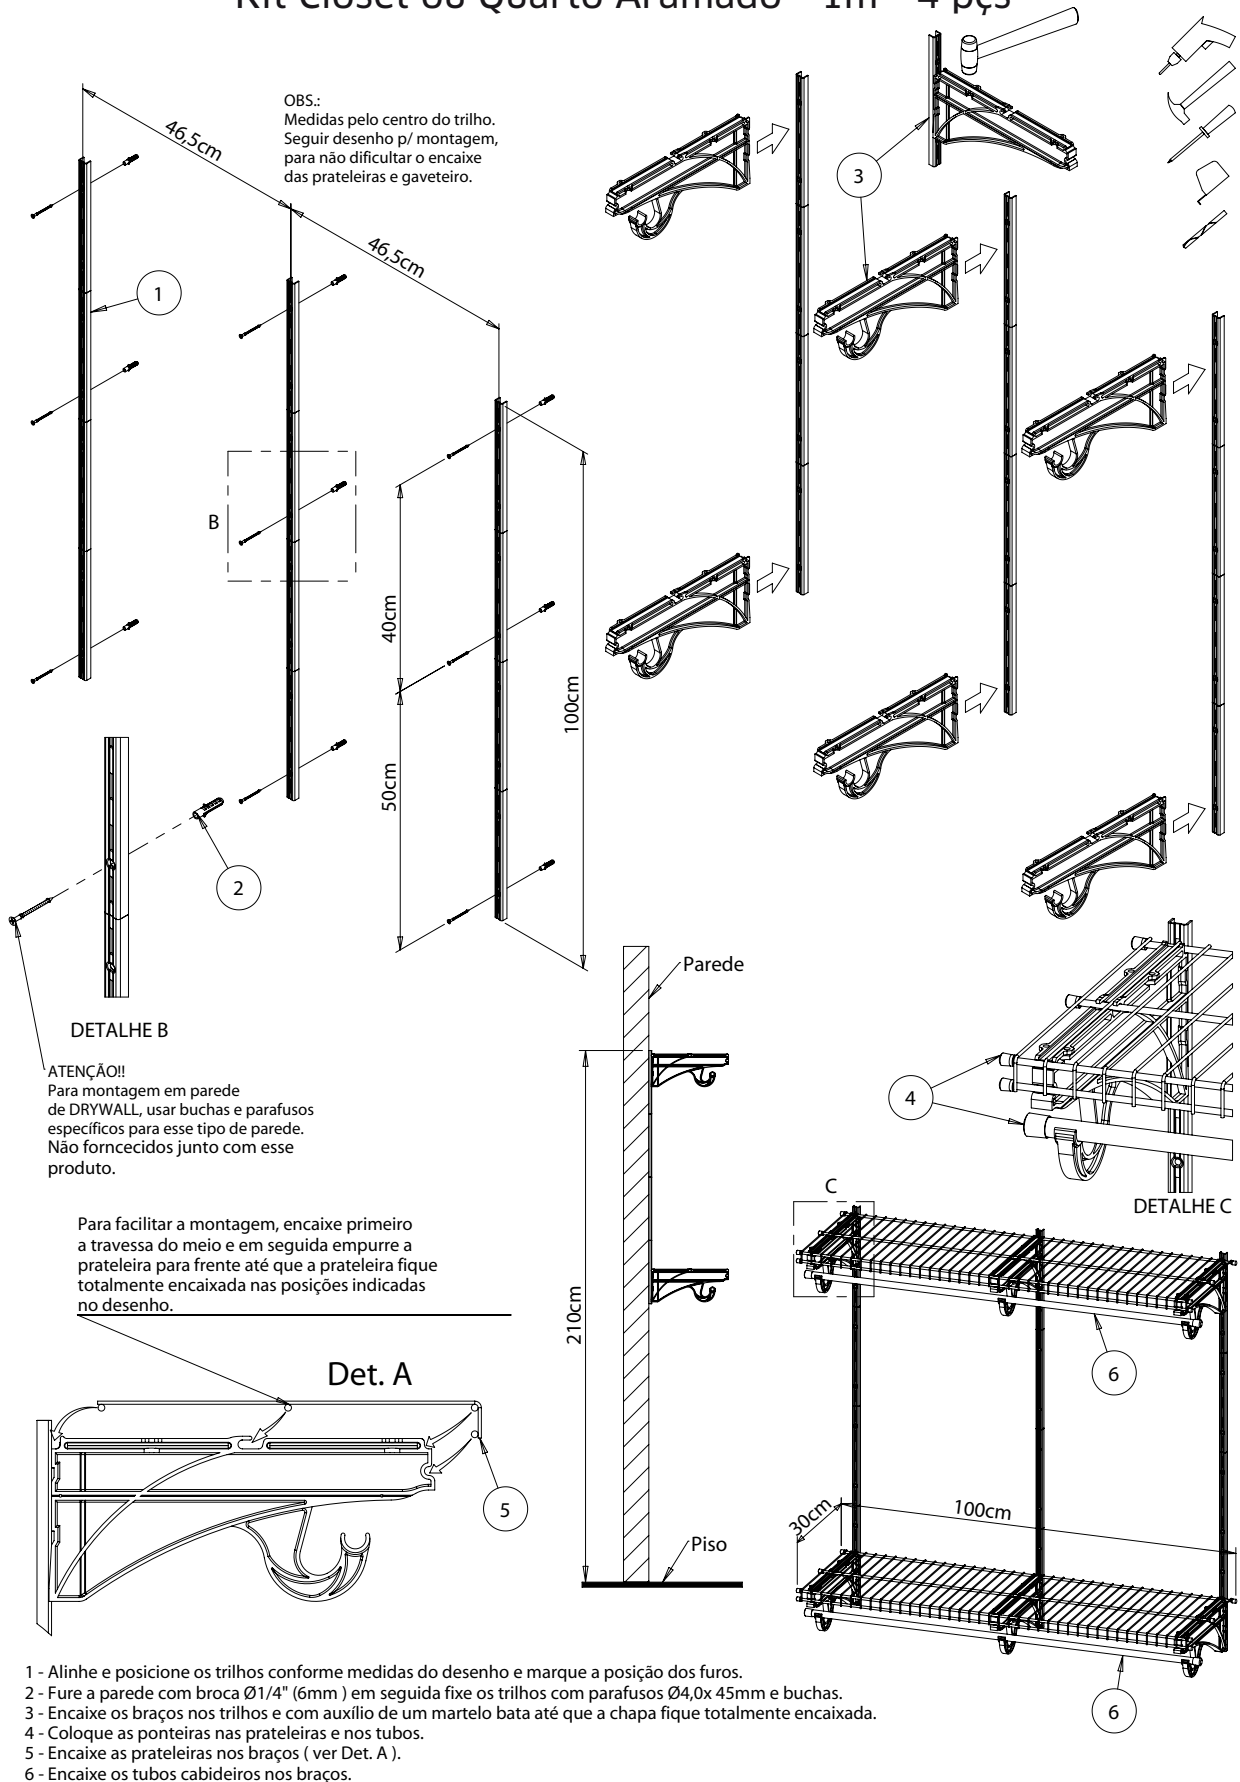 Kit Closet ou Quarto Aramado - 1m - 4 pçs
OBS.:
Medidas pelo centro do trilho.
Seguir desenho p/ montagem,
para não dificultar o encaixe
das prateleiras e gaveteiro.
46,5cm
46,5cm
1
3
B
40cm
50cm
100cm
2
DETALHE B
ATENÇÃO!!
Para montagem em parede
de DRYWALL, usar buchas e parafusos
específicos para esse tipo de parede.
Não forncecidos junto com esse
produto.
Parede
210cm
Piso
4
DETALHE C
C
6
30cm
100cm
6
Para facilitar a montagem, encaixe primeiro
a travessa do meio e em seguida empurre a
prateleira para frente até que a prateleira fique
totalmente encaixada nas posições indicadas
no desenho.
Det. A
5
1 - Alinhe e posicione os trilhos conforme medidas do desenho e marque a posição dos furos.
2 - Fure a parede com broca Ø1/4" (6mm ) em seguida fixe os trilhos com parafusos Ø4,0x 45mm e buchas.
3 - Encaixe os braços nos trilhos e com auxílio de um martelo bata até que a chapa fique totalmente encaixada.
4 - Coloque as ponteiras nas prateleiras e nos tubos.
5 - Encaixe as prateleiras nos braços ( ver Det. A ).
6 - Encaixe os tubos cabideiros nos braços.